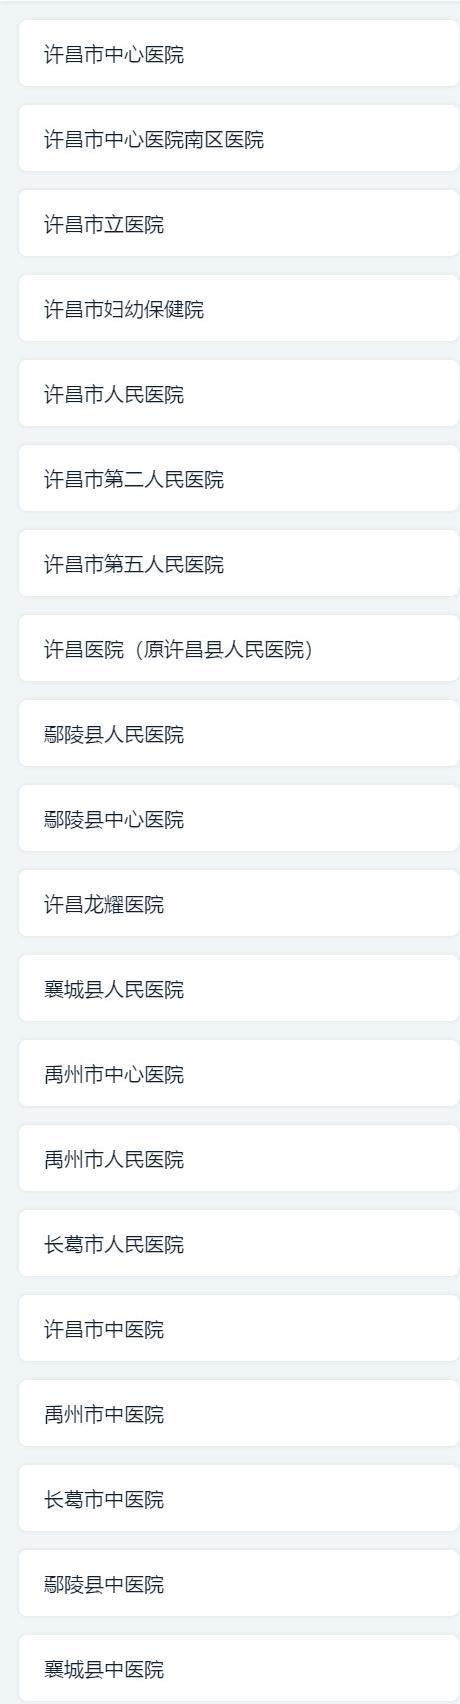 许昌市中心医院
许昌市中心医院南区医院
许昌市立医院
许昌市妇幼保健院
许昌市人民医院
许昌市第二人民医院
许昌市第五人民医院
许昌医院（原许昌县人民医院）
鄢陵县人民医院
鄢陵县中心医院
许昌龙耀医院
襄城县人民医院
禹州市中心医院
禹州市人民医院
长葛市人民医院
许昌市中医院
禹州市中医院
长葛市中医院
鄢陵县中医院
襄城县中医院